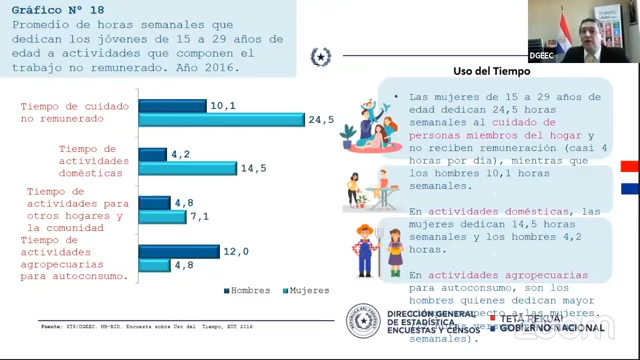 Gráfico Nº 18
Promedio de horas semanales que
dedican los jóvenes de 15 a 29 años de
edad a actividades que componen el
trabajo no remunerado. Año 2016.
Tiempo de cuidado
no remunerado
10,1
24,5
Tiempo de
actividades
domésticas
4,2
14,5
Tiempo de
actividades para
otros hogares y
la comunidad
4,8
7,1
Tiempo de
actividades
agropecuarias
para autoconsumo.
12,0
4,8
Hombres
Mujeres
Fuente: STP/DGEEC. MH-BID. Encuesta sobre Uso del Tiempo, EUT 2016
DGEEC
Uso del Tiempo
• Las mujeres de 15 a 29 años de
edad dedican 24,5 horas
semanales al cuidado de
personas miembros del hogar y
no reciben remuneración (casi 4
horas por día), mientras que
los hombres 10,1 horas
semanales.
En actividades domésticas, las
mujeres dedican 14,5 horas
semanales y los hombres 4,2
horas.
En actividades agropecuarias
para autoconsumo, son los
hombres quienes dedican mayor
respecto a las mujeres.
semanales).
DIRECCIÓN GENERAL
DE ESTADÍSTICA,
ENCUESTAS Y CENSOS
TETÃ REKUÁI
GOBIERNO NACIONAL
zoom